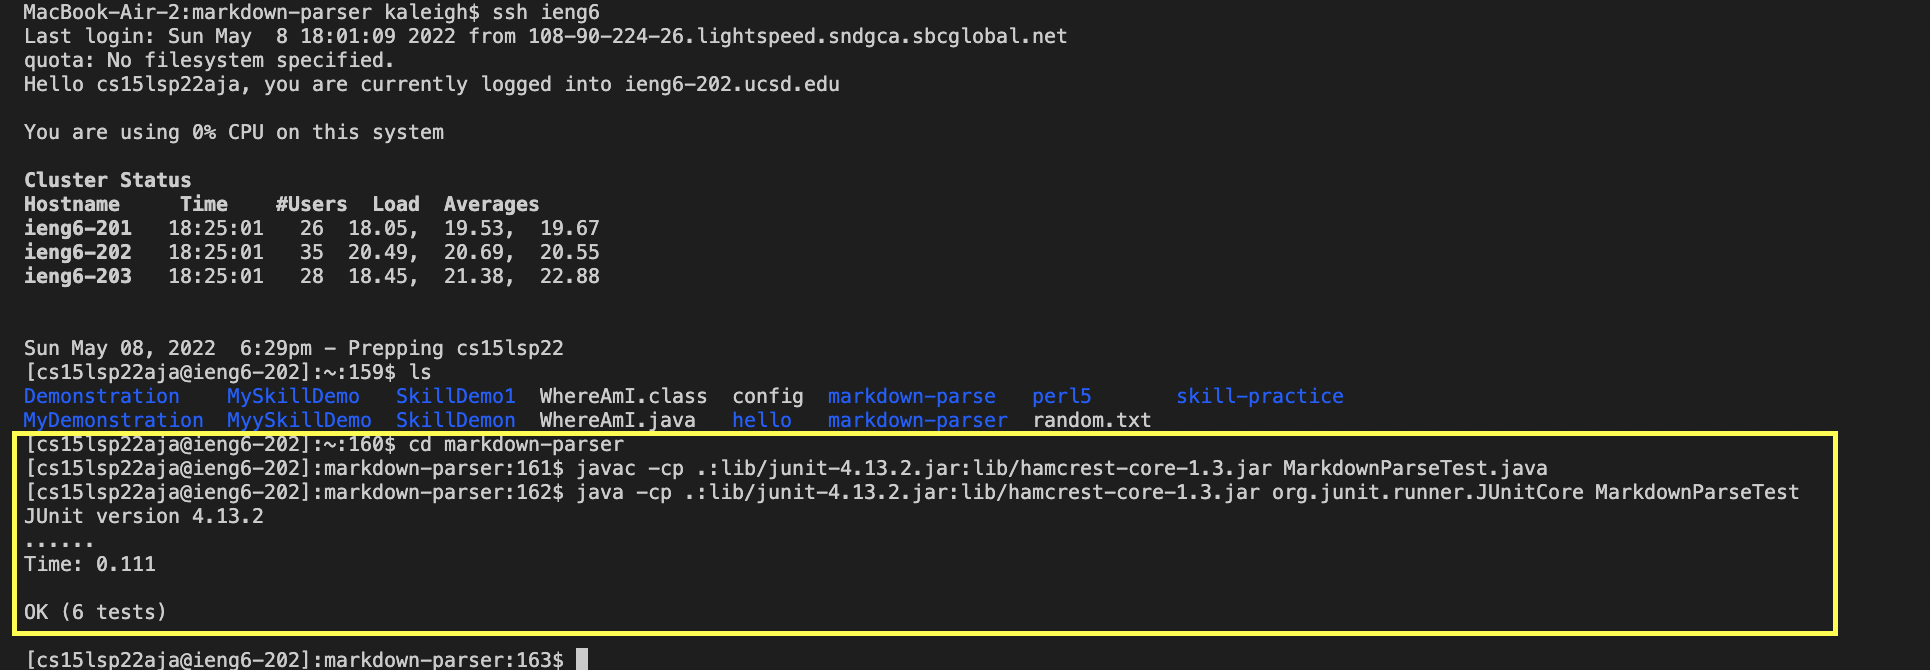 MacBook-Air-2:markdown-parser kaleigh$ ssh ieng6
Last login: Sun May  8 18:01:09 2022 from 108-90-224-26.lightspeed.sndgca.sbcglobal.net
quota: No filesystem specified.
Hello cs15lsp22aja, you are currently logged into ieng6-202.ucsd.edu
You are using 0% CPU on this system
Cluster Status
Hostname     Time    #Users  Load  Averages
ieng6-201   18:25:01   26  18.05,  19.53,  19.67
ieng6-202   18:25:01   35  20.49,  20.69,  20.55
ieng6-203   18:25:01   28  18.45,  21.38,  22.88
Sun May 08, 2022  6:29pm - Prepping cs15lsp22
[cs15lsp22aja@ieng6-202]:~:159$ ls
Demonstration    MySkillDemo   SkillDemo1  WhereAmI.class  config  markdown-parse   perl5       skill-practice
MyDemonstration  MyySkillDemo  SkillDemon  WhereAmI.java   hello   markdown-parser  random.txt
[cs15lsp22aja@ieng6-202]:~:160$ cd markdown-parser
[cs15lsp22aja@ieng6-202]:markdown-parser:161$ javac -cp .:lib/junit-4.13.2.jar:lib/hamcrest-core-1.3.jar MarkdownParseTest.java
[cs15lsp22aja@ieng6-202]:markdown-parser:162$ java -cp .:lib/junit-4.13.2.jar:lib/hamcrest-core-1.3.jar org.junit.runner.JUnitCore MarkdownParseTest
JUnit version 4.13.2
......
Time: 0.111
OK (6 tests)
[cs15lsp22aja@ieng6-202]:markdown-parser:163$